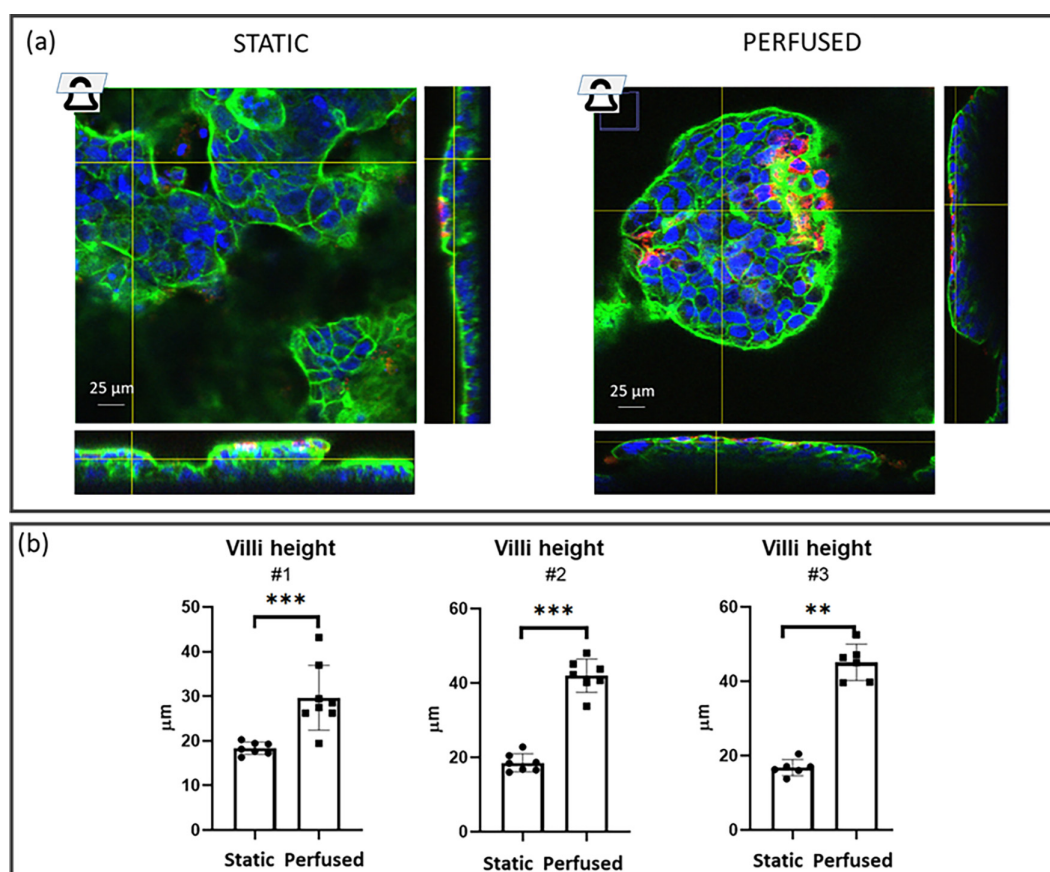 (a)
STATIC
PERFUSED
25 µm
25 µm
(b)
Villi height
#1
***
50
40
30
20
10
0
µm
Static Perfused
Villi height
#2
***
60
40
20
0
µm
Static Perfused
Villi height
#3
**
60
40
20
0
µm
Static Perfused